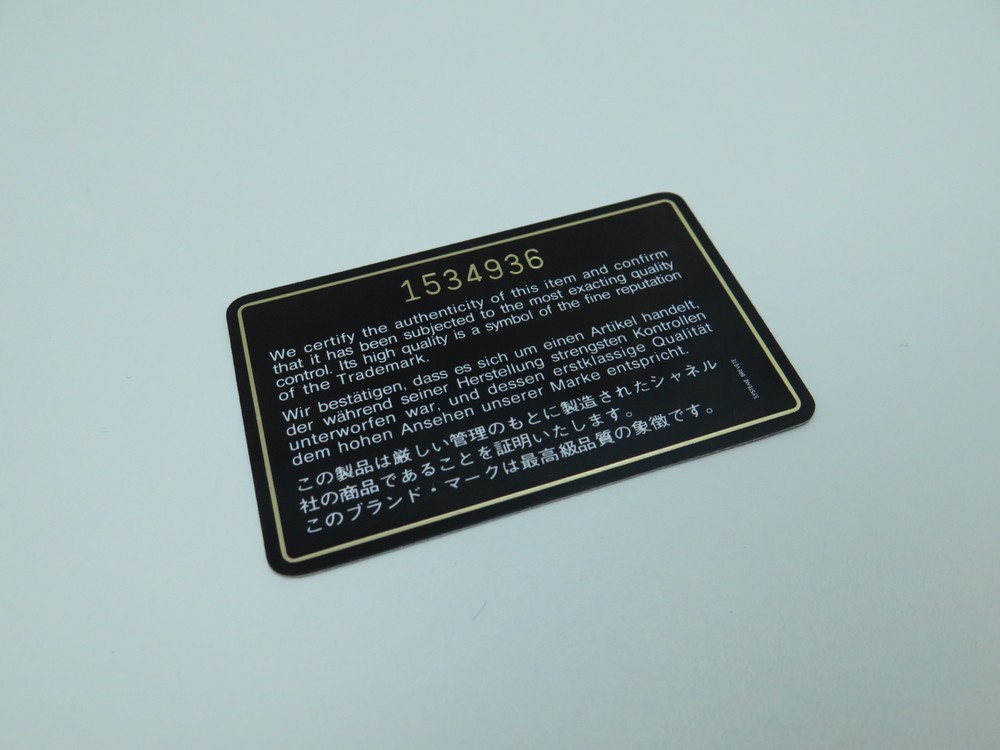 1534936
We certify the authenticity of this item and confirm
that it has been subjected to the most exacting quality
control. Its high quality is a symbol of the fine reputation
of the Trademark.
Wir bestätigen, dass es sich um einen Artikel handelt,
der während seiner Herstellung strengsten Kontrollen
unterworfen war, und dessen erstklassige Qualität
dem hohen Ansehen unserer Marke entspricht.
この製品は厳しい管理のもとに製造されたシャネル
社の商品であることを証明いたします。
このブランド・マークは最高級品質の象徴です。